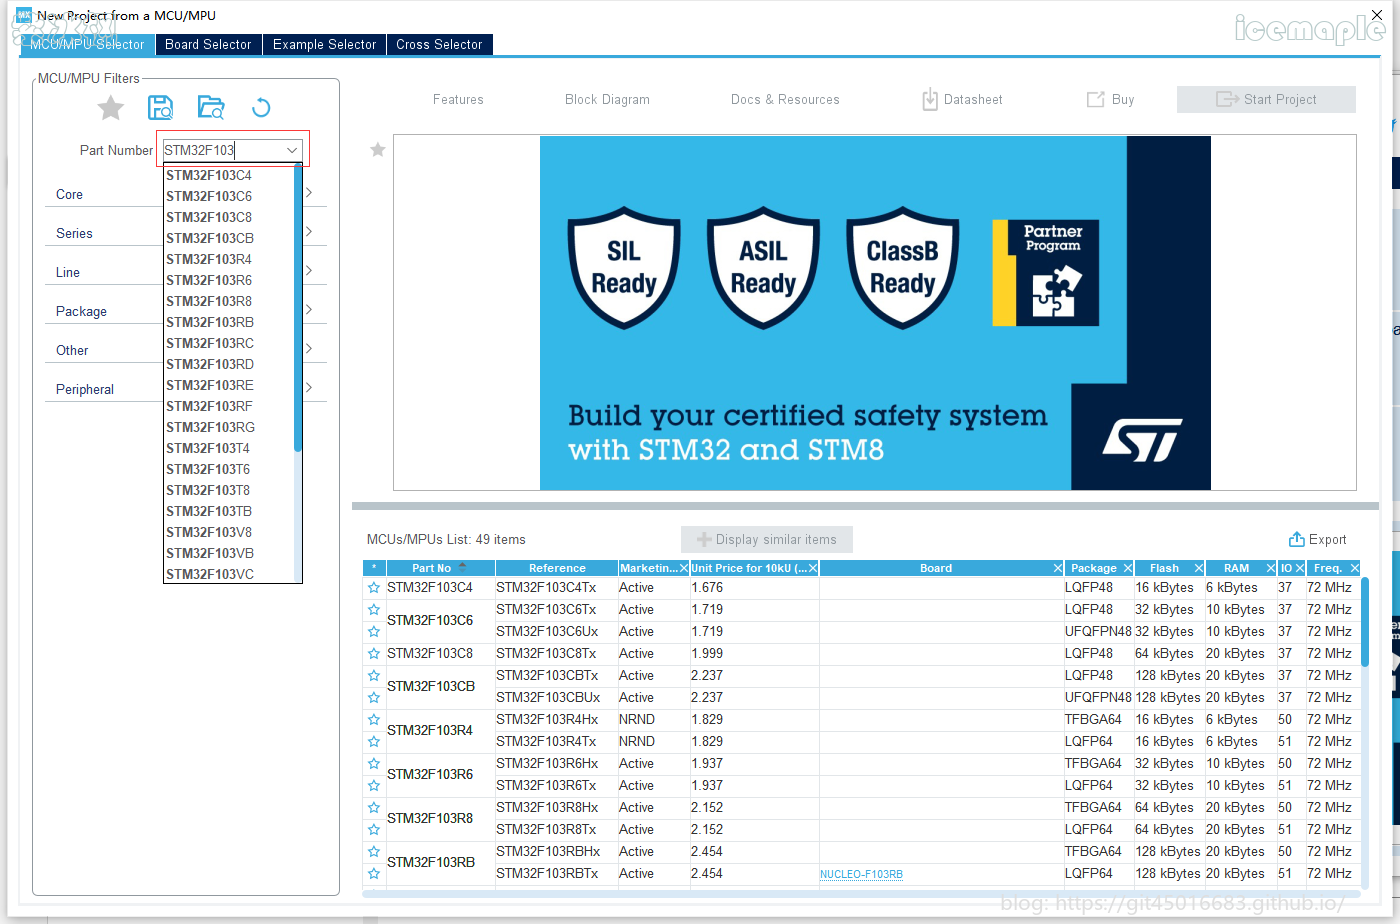 New Project from a MCU/MPU
icemaple
MCU/MPU Selector Board Selector Example Selector Cross Selector
MCU/MPU Filters
Features Block Diagram Docs & Resources Datasheet Buy Start Project
Part Number STM32F103
STM32F103C4
STM32F103C6
STM32F103C8
STM32F103CB
STM32F103R4
STM32F103R6
STM32F103R8
STM32F103RB
STM32F103RC
STM32F103RD
STM32F103RE
STM32F103RF
STM32F103RG
STM32F103T4
STM32F103T6
STM32F103T8
STM32F103TB
STM32F103V8
STM32F103VB
STM32F103VC
Core
Series
Line
Package
Other
Peripheral
SIL
Ready
ASIL
Ready
ClassB
Ready
Partner
Program
Build your certified safety system
with STM32 and STM8
ST
MCUs/MPUs List: 49 items Display similar items Export
* Part No Reference Marketin... Unit Price for 10kU (... Board Package Flash RAM IO Freq.
STM32F103C4 STM32F103C4Tx Active 1.676 LQFP48 16 kBytes 6 kBytes 37 72 MHz
STM32F103C6 STM32F103C6Tx Active 1.719 LQFP48 32 kBytes 10 kBytes 37 72 MHz
STM32F103C6Ux Active 1.719 UFQFPN48 32 kBytes 10 kBytes 37 72 MHz
STM32F103C8 STM32F103C8Tx Active 1.999 LQFP48 64 kBytes 20 kBytes 37 72 MHz
STM32F103CB STM32F103CBTx Active 2.237 LQFP48 128 kBytes 20 kBytes 37 72 MHz
STM32F103CBUx Active 2.237 UFQFPN48 128 kBytes 20 kBytes 37 72 MHz
STM32F103R4 STM32F103R4Hx NRND 1.829 TFBGA64 16 kBytes 6 kBytes 50 72 MHz
STM32F103R4Tx NRND 1.829 LQFP64 16 kBytes 6 kBytes 51 72 MHz
STM32F103R6 STM32F103R6Hx Active 1.937 TFBGA64 32 kBytes 10 kBytes 50 72 MHz
STM32F103R6Tx Active 1.937 LQFP64 32 kBytes 10 kBytes 51 72 MHz
STM32F103R8 STM32F103R8Hx Active 2.152 TFBGA64 64 kBytes 20 kBytes 50 72 MHz
STM32F103R8Tx Active 2.152 LQFP64 64 kBytes 20 kBytes 51 72 MHz
STM32F103RB STM32F103RBHx Active 2.454 TFBGA64 128 kBytes 20 kBytes 50 72 MHz
STM32F103RBTx Active 2.454 NUCLEO-F103RB LQFP64 128 kBytes 20 kBytes 51 72 MHz
blog: https://git45016683.github.io/